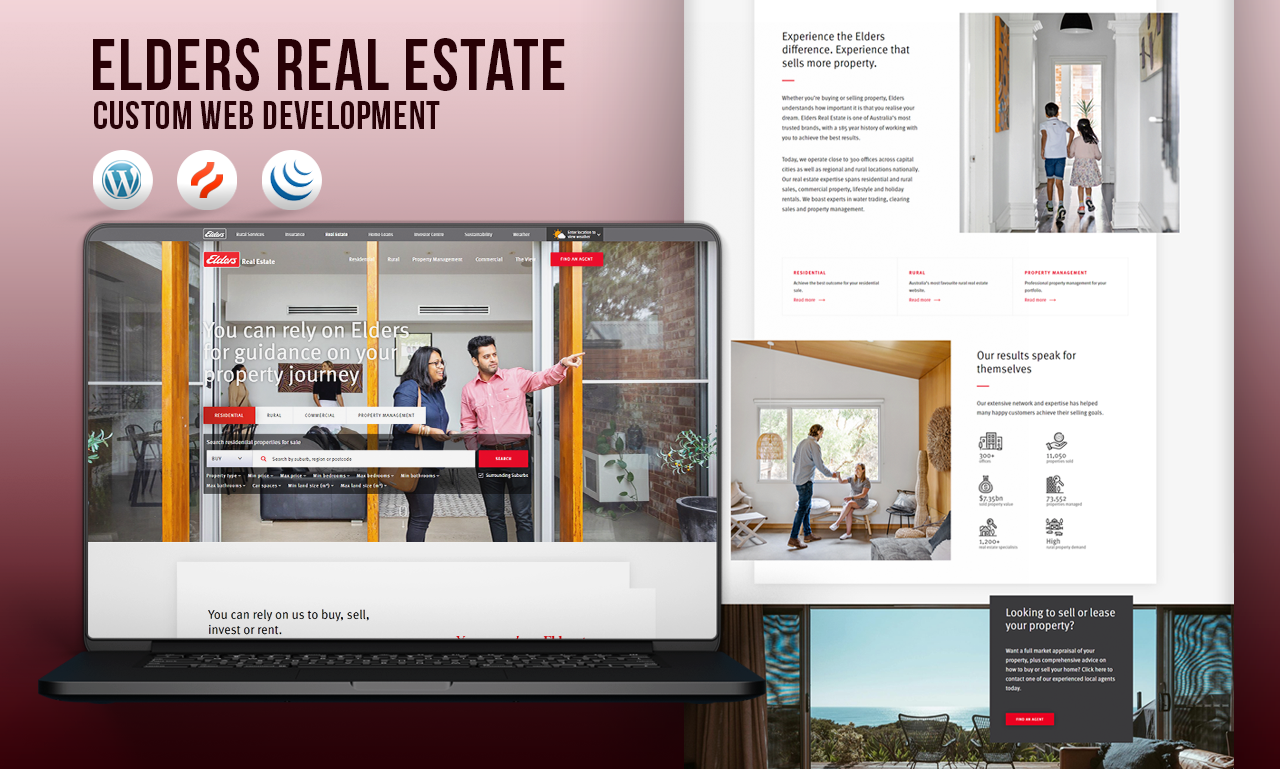 ELDERS REAL ESTATE
CUSTOM WEB DEVELOPMENT
Elders Rural Services Insurance Real Estate Home Loans Investor Centre Sustainability Weather Enter location to
view weather
Elders Real Estate Residential Rural Property Management Commercial The View FIND AN AGENT
You can rely on Elders
for guidance on your
property journey
RESIDENTIAL RURAL COMMERCIAL PROPERTY MANAGEMENT
Search residential properties for sale
BUY Search by suburb, region or postcode SEARCH
Property type Min price Max price Min bedrooms Max bedrooms Min bathrooms Surrounding Suburbs
Max bathrooms Car spaces Min land size (m²) Max land size (m²)
You can rely on us to buy, sell,
invest or rent.
Experience the Elders
difference. Experience that
sells more property.
Whether you're buying or selling property, Elders
understands how important it is that you realise your
dream. Elders Real Estate is one of Australia's most
trusted brands, with a 185 year history of working with
you to achieve the best results.
Today, we operate close to 300 offices across capital
cities as well as regional and rural locations nationally.
Our real estate expertise spans residential and rural
sales, commercial property, lifestyle and holiday
rentals. We boast experts in water trading, clearing
sales and property management.
RESIDENTIAL
Achieve the best outcome for your residential
sale.
Read more →
RURAL
Australia's most favourite rural real estate
website.
Read more →
PROPERTY MANAGEMENT
Professional property management for your
portfolio.
Read more →
Our results speak for
themselves
Our extensive network and expertise has helped
many happy customers achieve their selling goals.
300+
offices
11,050
properties sold
$7.35bn
sold property value
73,552
properties managed
1,200+
real estate specialists
High
rural property demand
Looking to sell or lease
your property?
Want a full market appraisal of your
property, plus comprehensive advice on
how to buy or sell your home? Click here to
contact one of our experienced local agents
today.
FIND AN AGENT